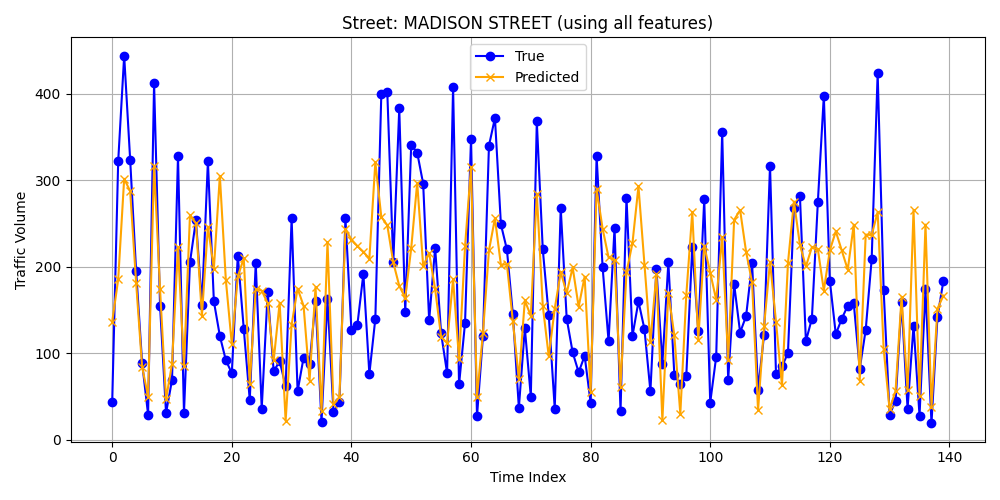 Street: MADISON STREET (using all features)
True
Predicted
Traffic Volume
400
300
200
100
0
0 20 40 60 80 100 120 140
Time Index